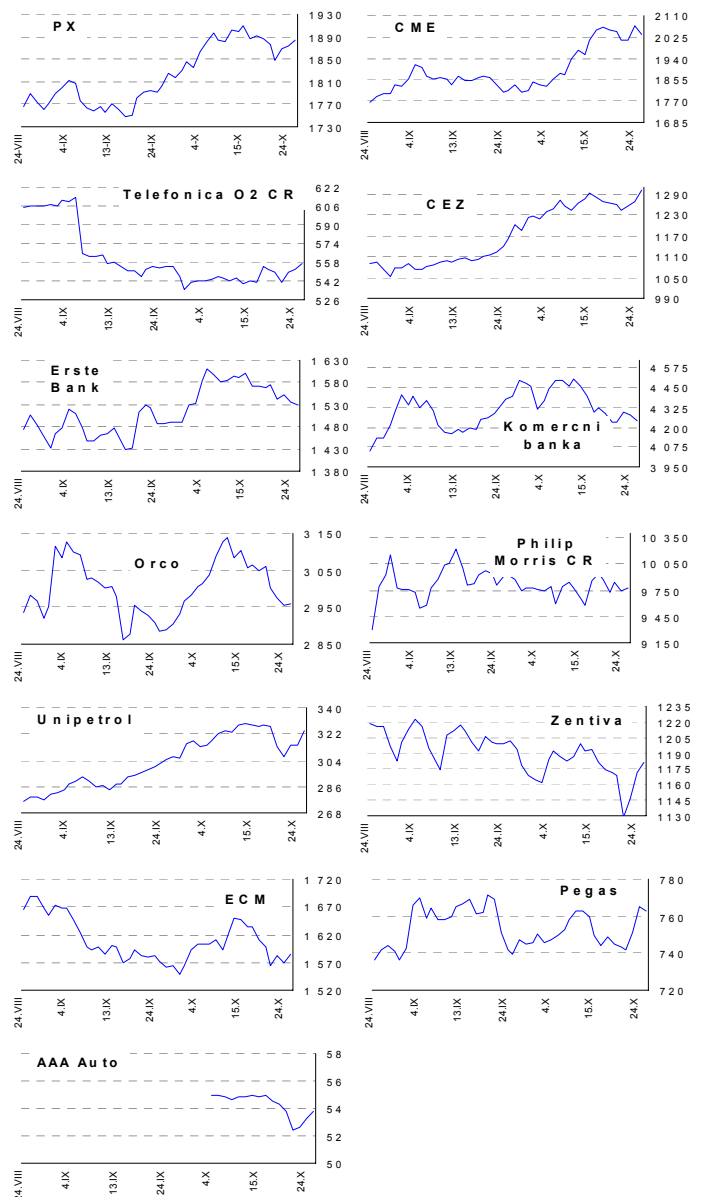 PX
1930
1890
1850
1810
1770
1730
24-VIII
4-IX
13-IX
24-IX
4-X
15-X
24-X
CME
2110
2025
1940
1855
1770
1685
24.VIII
4.IX
13.IX
24.IX
4.X
15.X
24.X
Telefonica O2 CR
622
606
590
574
558
542
526
24.VIII
4.IX
13.IX
24.IX
4.X
15.X
24.X
CEZ
1290
1230
1170
1110
1050
990
24.VIII
4.IX
13.IX
24.IX
4.X
15.X
24.X
Erste
Bank
1 630
1 580
1 530
1 480
1 430
1 380
24.VIII
4.IX
13.IX
24.IX
4.X
15.X
24.X
Komercni
banka
4 575
4 450
4 325
4 200
4 075
3 950
24.VIII
4.IX
13.IX
24.IX
4.X
15.X
24.X
Orco
3 150
3 050
2 950
2 850
24.VIII
4.IX
13.IX
24.IX
4.X
15.X
24.X
Philip
Morris CR
10 350
10 050
9 750
9 450
9 150
24.VIII
4.IX
13.IX
24.IX
4.X
15.X
24.X
Unipetrol
340
322
304
286
268
24.VIII
4.IX
13.IX
24.IX
4.X
15.X
24.X
Zentiva
1235
1220
1205
1190
1175
1160
1145
1130
24.VIII
4.IX
13.IX
24.IX
4.X
15.X
24.X
ECM
1 720
1 670
1 620
1 570
1 520
24.VIII
4.IX
13.IX
24.IX
4.X
15.X
24.X
Pegas
780
760
740
720
24.VIII
4.IX
13.IX
24.IX
4.X
15.X
24.X
AAA Auto
58
56
54
52
50
24.VIII
4.IX
13.IX
24.IX
4.X
15.X
24.X